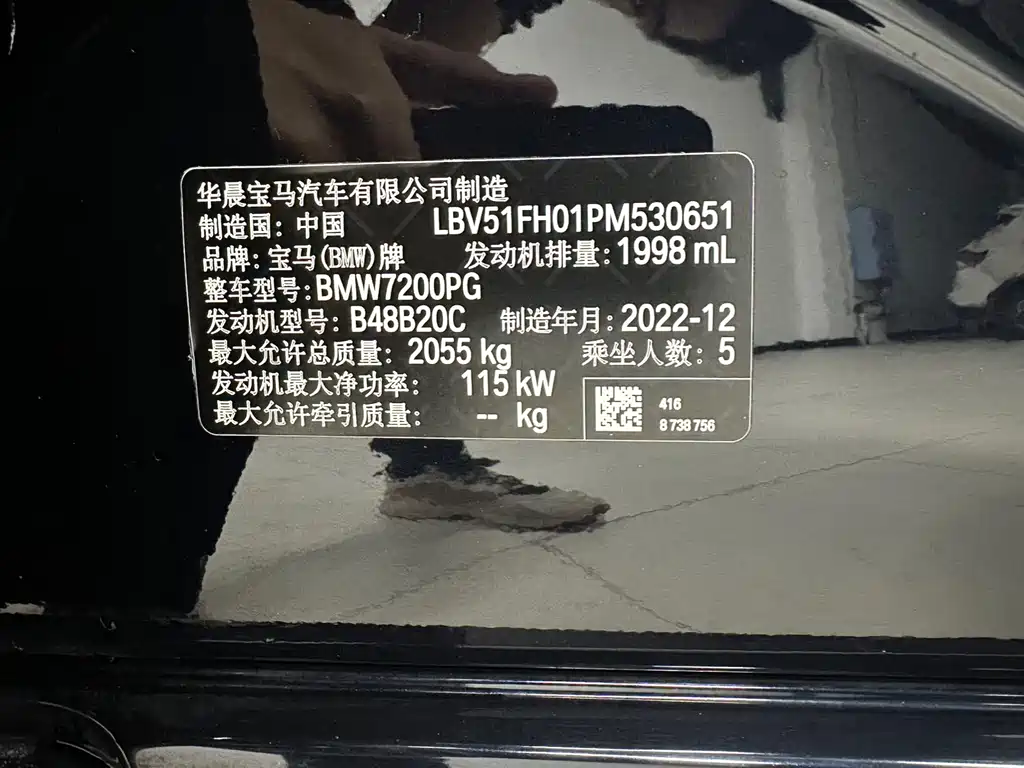 华晨宝马汽车有限公司制造
制造国：中国 LBV51FH01PM530651
品牌：宝马(BMW)牌 发动机排量：1998 mL
整车型号：BMW7200PG
发动机型号：B48B20C 制造年月：2022-12
最大允许总质量：2055 kg 乘坐人数：5
发动机最大净功率：115 kW
最大允许牵引质量：-- kg
416
8 738 756